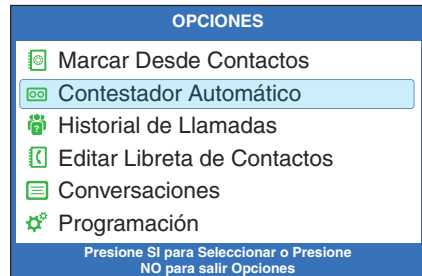 OPCIONES
Marcar Desde Contactos
Contestador Automático
Historial de Llamadas
Editar Libreta de Contactos
Conversaciones
Programación
Presione SI para Seleccionar o Presione
NO para salir Opciones